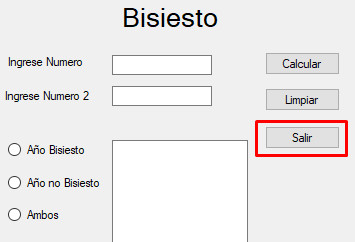 Bisiesto
Ingrese Numero
Calcular
Ingrese Numero 2
Limpiar
Salir
Año Bisiesto
Año no Bisiesto
Ambos